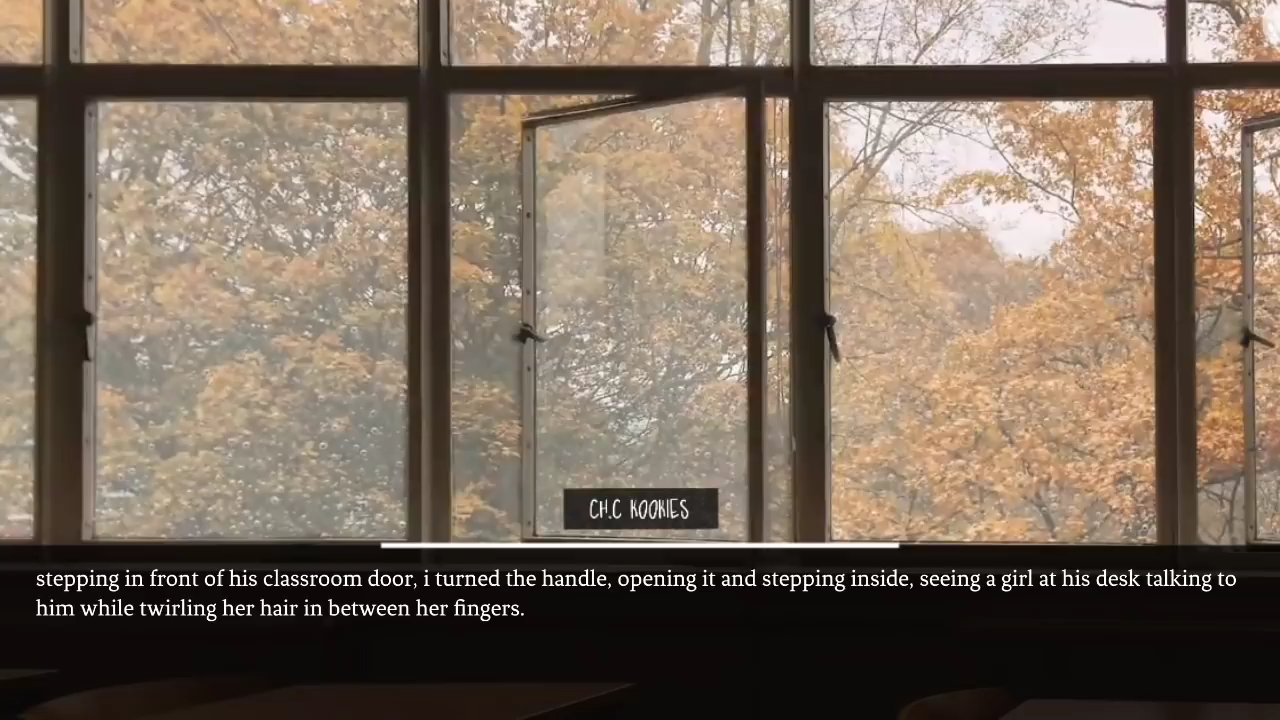 CH.C KOOKIES
stepping in front of his classroom door, i turned the handle, opening it and stepping inside, seeing a girl at his desk talking to
him while twirling her hair in between her fingers.